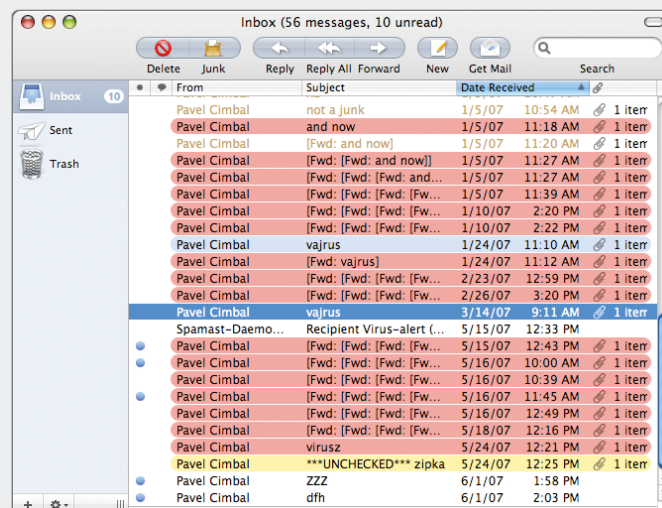 Inbox (56 messages, 10 unread)
Delete Junk Reply Reply All Forward New Get Mail Search
Inbox 10
Sent
Trash
From Subject Date Received
Pavel Cimbal not a junk 1/5/07 10:54 AM 1 item
Pavel Cimbal and now 1/5/07 11:18 AM 1 item
Pavel Cimbal [Fwd: and now] 1/5/07 11:20 AM 1 item
Pavel Cimbal [Fwd: [Fwd: and now]] 1/5/07 11:27 AM 1 item
Pavel Cimbal [Fwd: [Fwd: [Fwd: and... 1/5/07 11:27 AM 1 item
Pavel Cimbal [Fwd: [Fwd: [Fwd: [Fw... 1/5/07 11:39 AM 1 item
Pavel Cimbal [Fwd: [Fwd: [Fwd: [Fw... 1/10/07 2:20 PM 1 item
Pavel Cimbal [Fwd: [Fwd: [Fwd: [Fw... 1/10/07 2:22 PM 1 item
Pavel Cimbal vajrus 1/24/07 11:10 AM 1 item
Pavel Cimbal [Fwd: vajrus] 1/24/07 11:12 AM 1 item
Pavel Cimbal [Fwd: [Fwd: [Fwd: [Fw... 2/23/07 12:59 PM 1 item
Pavel Cimbal [Fwd: [Fwd: [Fwd: [Fw... 2/26/07 3:20 PM 1 item
Pavel Cimbal vajrus 3/14/07 9:11 AM 1 item
Spamast-Daemo... Recipient Virus-alert (... 5/15/07 12:33 PM
Pavel Cimbal [Fwd: [Fwd: [Fwd: [Fw... 5/15/07 12:43 PM 1 item
Pavel Cimbal [Fwd: [Fwd: [Fwd: [Fw... 5/16/07 10:00 AM 1 item
Pavel Cimbal [Fwd: [Fwd: [Fwd: [Fw... 5/16/07 10:39 AM 1 item
Pavel Cimbal [Fwd: [Fwd: [Fwd: [Fw... 5/16/07 11:45 AM 1 item
Pavel Cimbal [Fwd: [Fwd: [Fwd: [Fw... 5/16/07 12:49 PM 1 item
Pavel Cimbal [Fwd: [Fwd: [Fwd: [Fw... 5/18/07 12:16 PM 1 item
Pavel Cimbal virusz 5/24/07 12:21 PM 1 item
Pavel Cimbal ***UNCHECKED*** zipka 5/24/07 12:25 PM 1 item
Pavel Cimbal ZZZ 6/1/07 1:58 PM
Pavel Cimbal dfh 6/1/07 2:03 PM